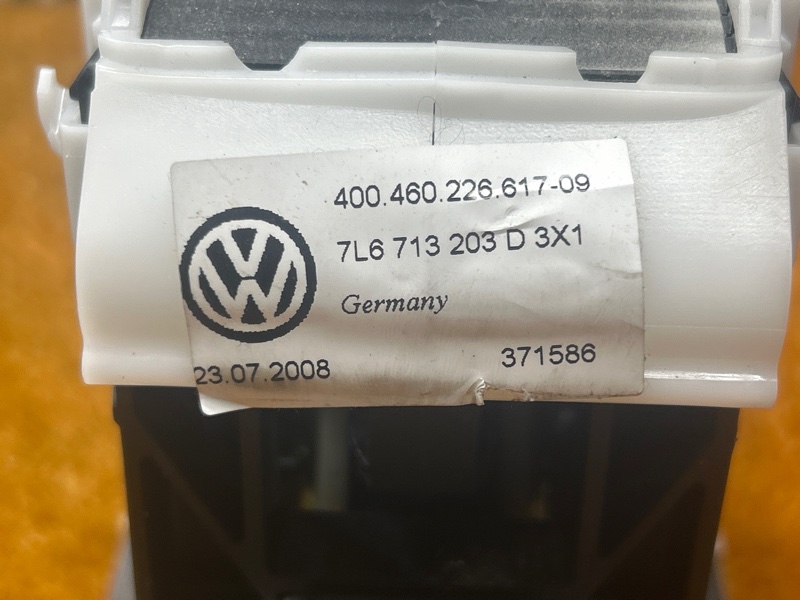 400.460.226.617-09
7L6 713 203 D 3X1
Germany
23.07.2008 371586